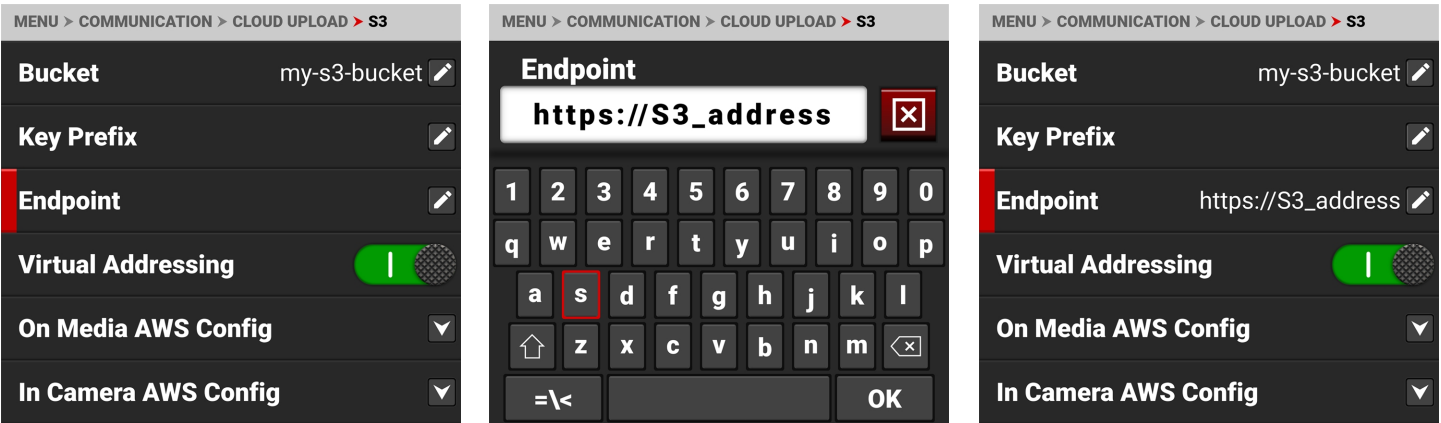 MENU > COMMUNICATION > CLOUD UPLOAD > S3
Bucket my-s3-bucket
Key Prefix
Endpoint
Virtual Addressing
On Media AWS Config
In Camera AWS Config
MENU > COMMUNICATION > CLOUD UPLOAD > S3
Endpoint
https://S3_address
1 2 3 4 5 6 7 8 9 0
q w e r t y u i o p
a s d f g h j k l
z x c v b n m
=\< OK
MENU > COMMUNICATION > CLOUD UPLOAD > S3
Bucket my-s3-bucket
Key Prefix
Endpoint https://S3_address
Virtual Addressing
On Media AWS Config
In Camera AWS Config